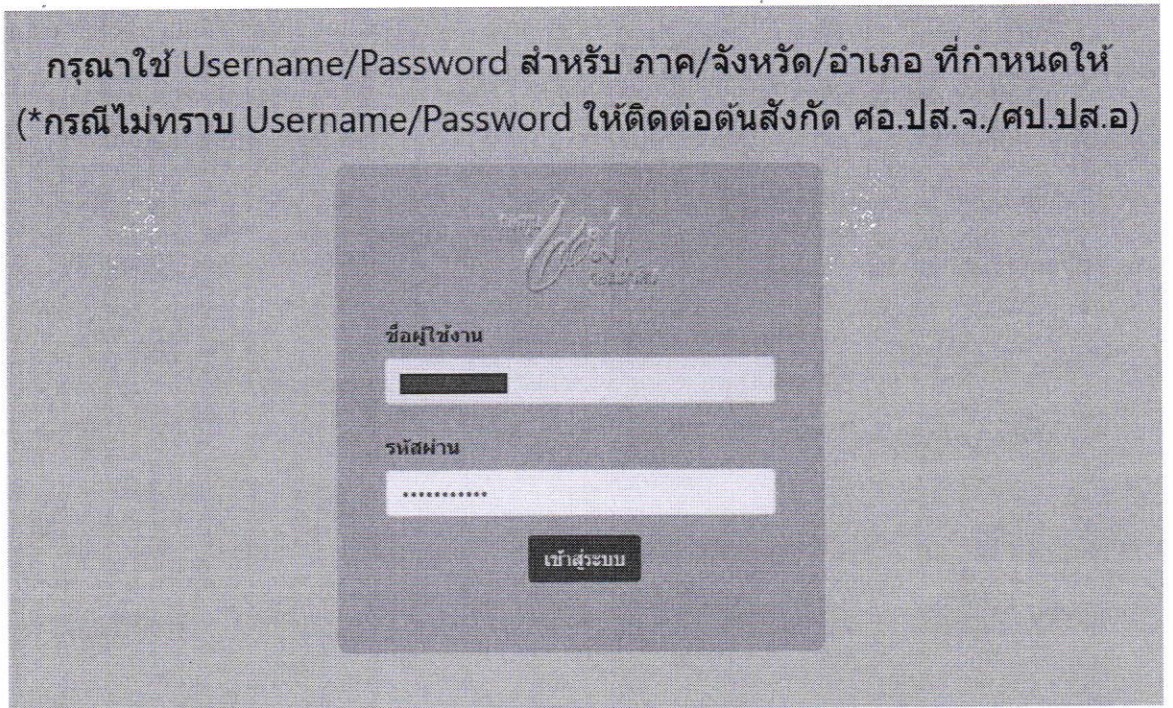 กรุณาใช้ Username/Password สำหรับ ภาค/จังหวัด/อำเภอ ที่กำหนดให้
(*กรณีไม่ทราบ Username/Password ให้ติดต่อต้นสังกัด ศอ.ปส.จ./ศป.ปส.อ)
ชื่อผู้ใช้งาน
รหัสผ่าน
...........
เข้าสู่ระบบ